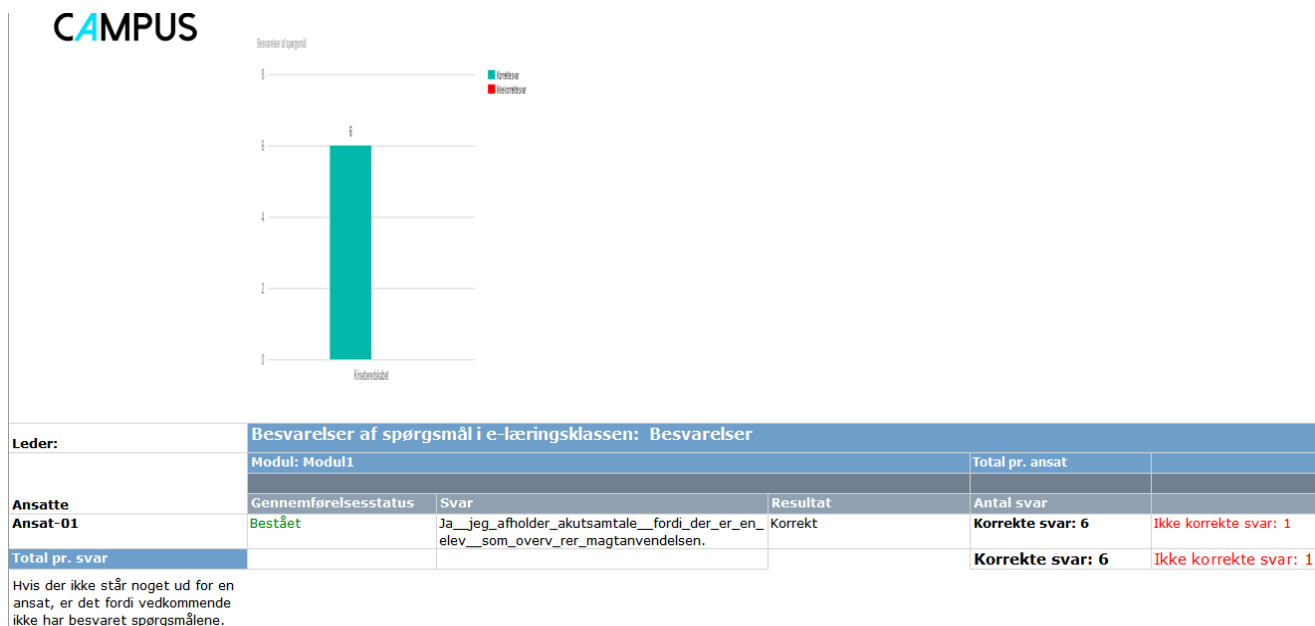 CAMPUS
Besvarelser af spørgsmål
8
Korrekte svar
Ikke korrekte svar
6
6
4
2
0
Leder:
Besvarelser af spørgsmål i e-læringsklassen: Besvarelser
Modul: Modul1
Total pr. ansat
Ansatte
Gennemførelsesstatus
Svar
Resultat
Antal svar
Ansat-01
Bestået
Ja__jeg_afholder_akutsamtale__fordi_der_er_en_
elev__som_overv_rer_magtanvendelsen.
Korrekt
Korrekte svar: 6
Ikke korrekte svar: 1
Total pr. svar
Korrekte svar: 6
Ikke korrekte svar: 1
Hvis der ikke står noget ud for en
ansat, er det fordi vedkommende
ikke har besvaret spørgsmålene.